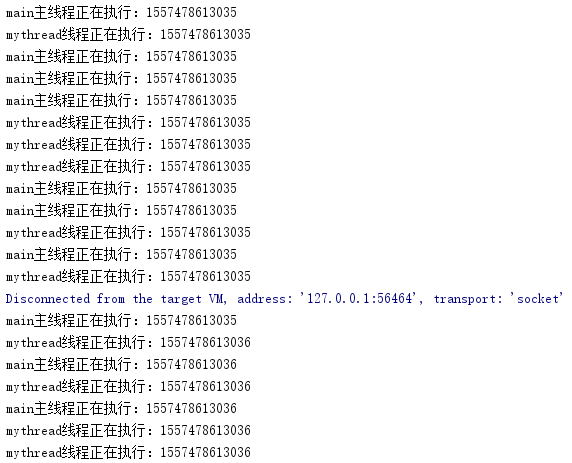 main主线程正在执行：1557478613035
mythread线程正在执行：1557478613035
main主线程正在执行：1557478613035
main主线程正在执行：1557478613035
main主线程正在执行：1557478613035
mythread线程正在执行：1557478613035
mythread线程正在执行：1557478613035
mythread线程正在执行：1557478613035
main主线程正在执行：1557478613035
main主线程正在执行：1557478613035
mythread线程正在执行：1557478613035
main主线程正在执行：1557478613035
mythread线程正在执行：1557478613035
Disconnected from the target VM, address: '127.0.0.1:56464', transport: 'socket'
main主线程正在执行：1557478613035
mythread线程正在执行：1557478613036
main主线程正在执行：1557478613036
mythread线程正在执行：1557478613036
main主线程正在执行：1557478613036
mythread线程正在执行：1557478613036
mythread线程正在执行：1557478613036